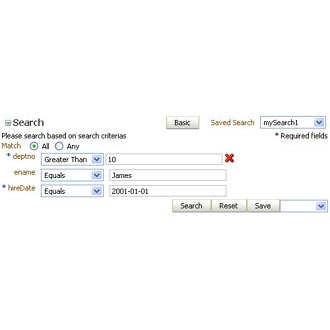 Search Basic Saved Search mySearch1
Please search based on search criterias * Required fields
Match All Any
* deptno Greater Than 10
ename Equals James
* hireDate Equals 2001-01-01
Search Reset Save